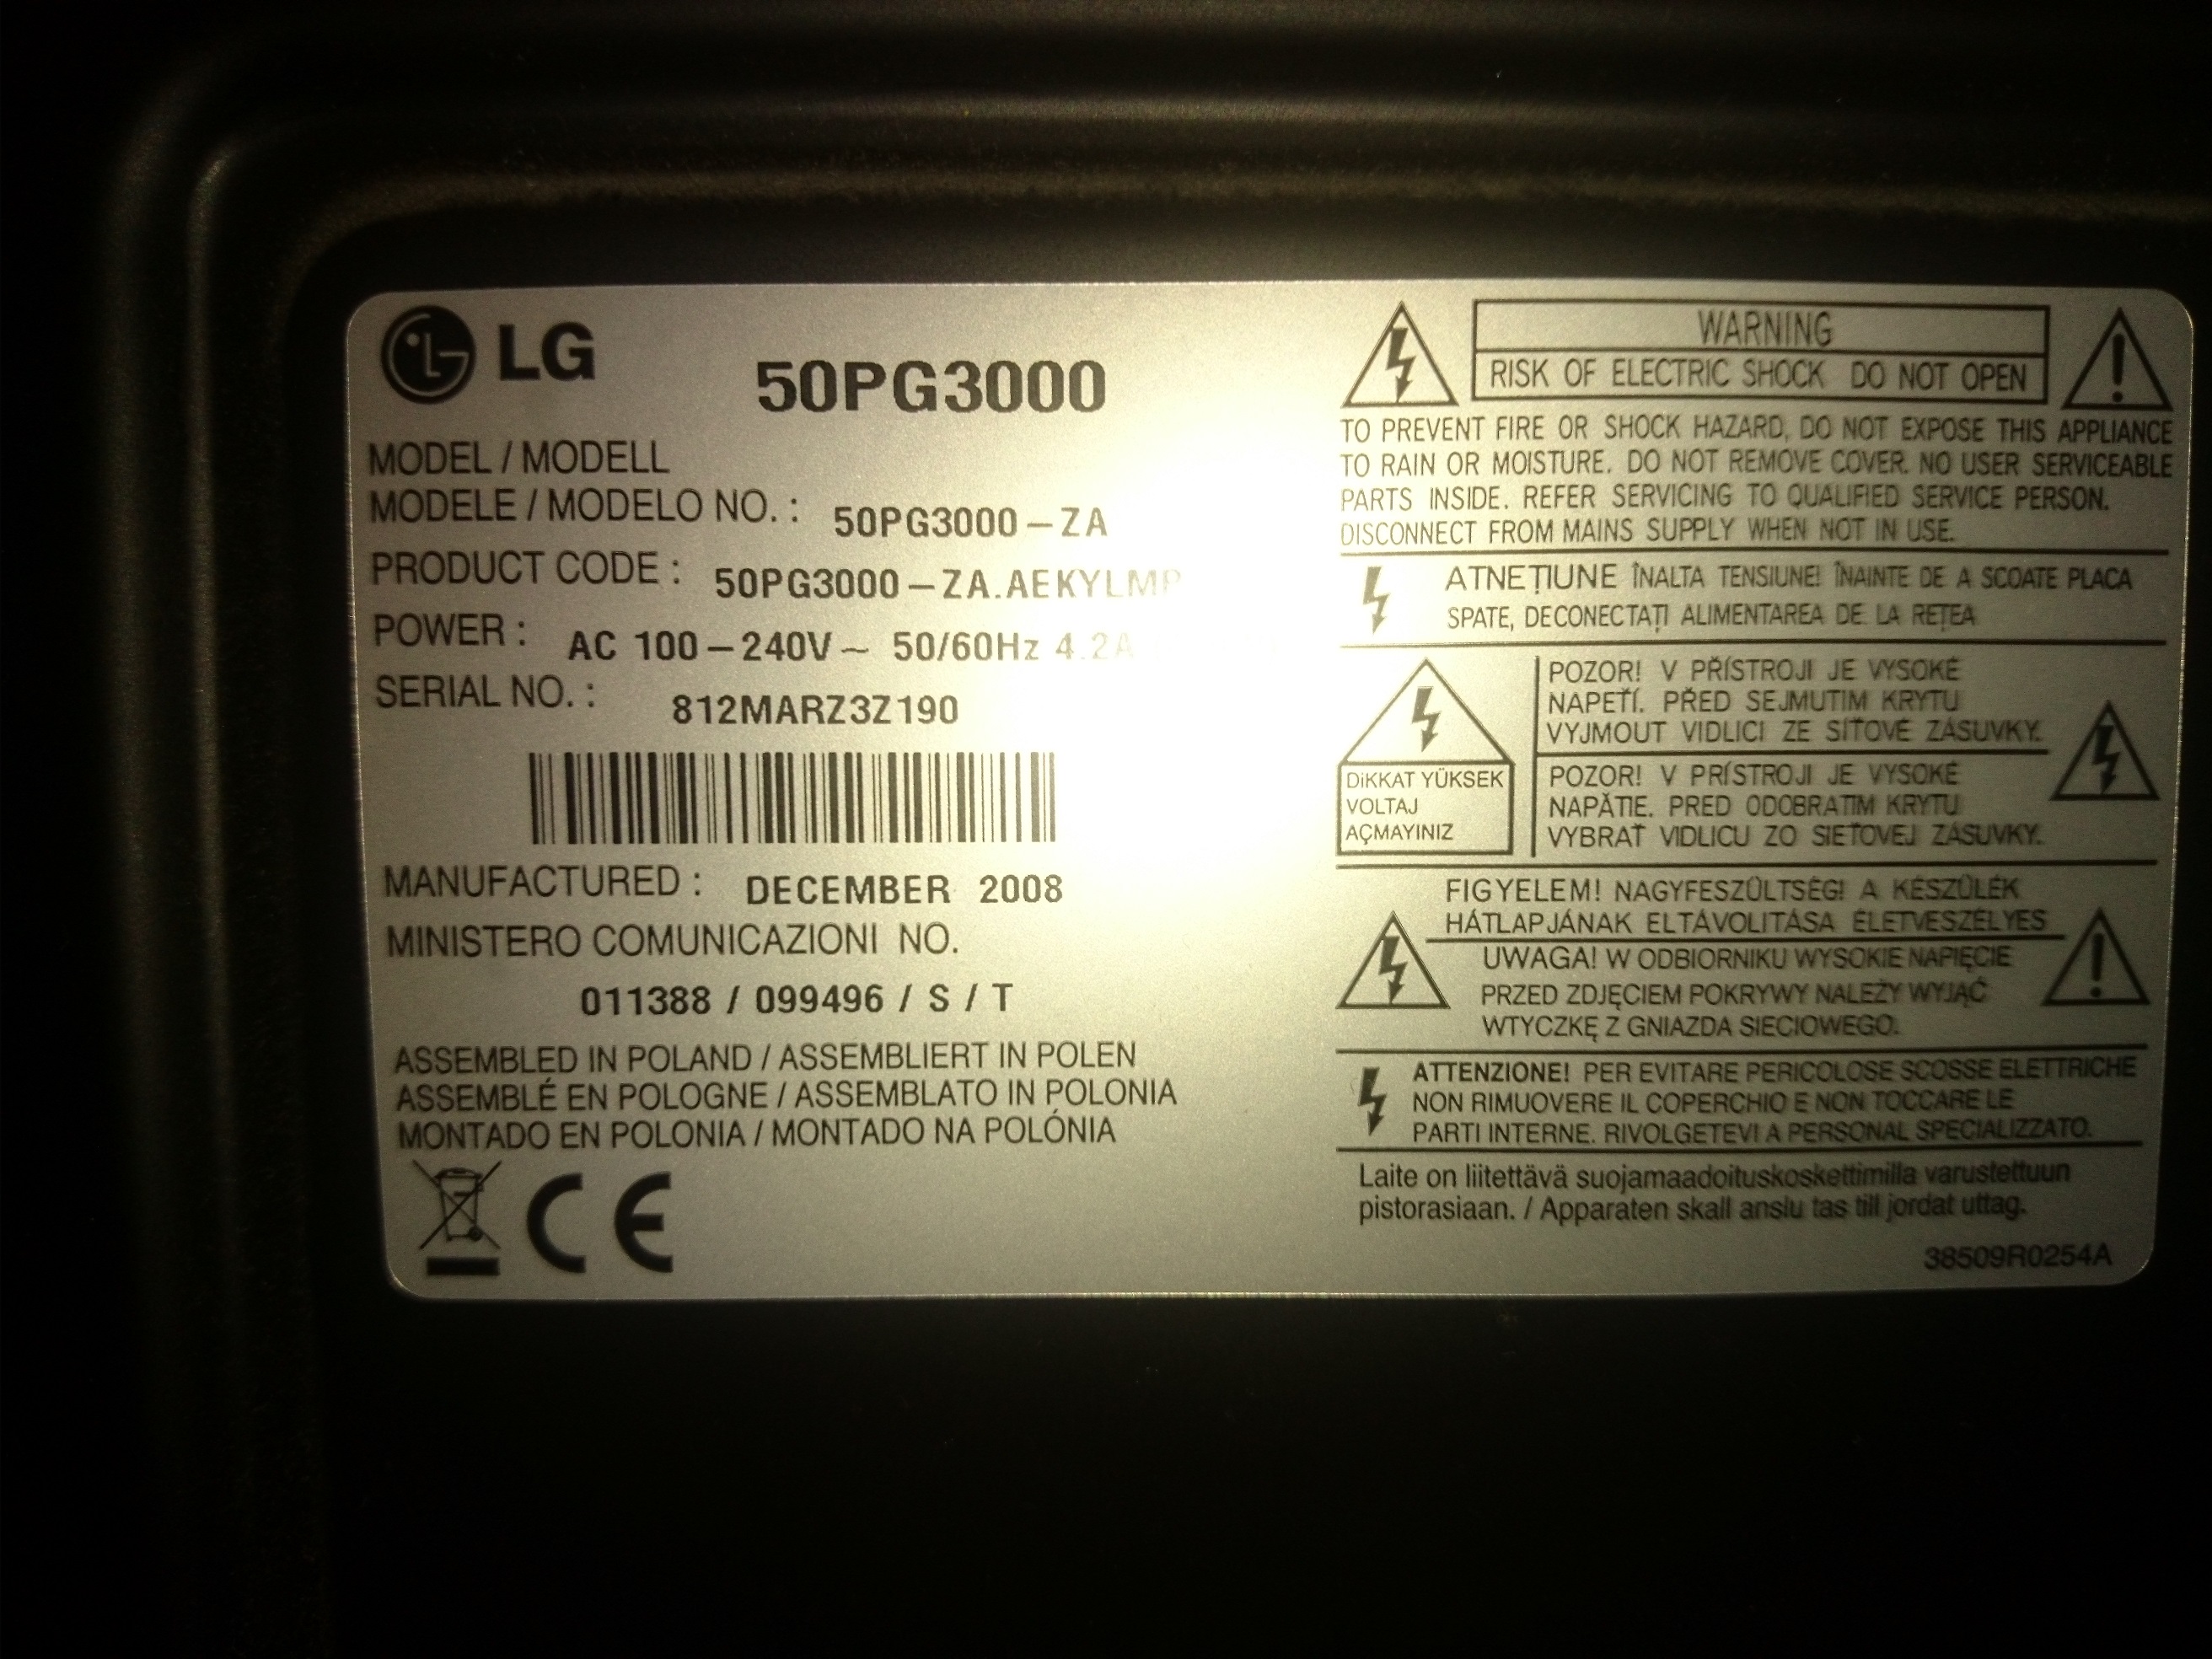 LG
50PG3000
MODEL / MODELL
MODELE / MODELO NO. : 50PG3000-ZA
PRODUCT CODE : 50PG3000-ZA.AEKYLMP
POWER : AC 100-240V~ 50/60Hz 4.2A
SERIAL NO. : 812MARZ3Z190
MANUFACTURED : DECEMBER 2008
MINISTERO COMUNICAZIONI NO.
011388 / 099496 / S / T
ASSEMBLED IN POLAND / ASSEMBLIERT IN POLEN
ASSEMBLÉ EN POLOGNE / ASSEMBLATO IN POLONIA
MONTADO EN POLONIA / MONTADO NA POLÓNIA
CE
WARNING
RISK OF ELECTRIC SHOCK DO NOT OPEN
TO PREVENT FIRE OR SHOCK HAZARD, DO NOT EXPOSE THIS APPLIANCE
TO RAIN OR MOISTURE. DO NOT REMOVE COVER. NO USER SERVICEABLE
PARTS INSIDE. REFER SERVICING TO QUALIFIED SERVICE PERSON.
DISCONNECT FROM MAINS SUPPLY WHEN NOT IN USE.
ATNEȚIUNE ÎNALTA TENSIUNE! ÎNAINTE DE A SCOATE PLACA
SPATE, DECONECTAȚI ALIMENTAREA DE LA REȚEA
DİKKAT YÜKSEK
VOLTAJ
AÇMAYINIZ
POZOR! V PŘÍSTROJI JE VYSOKÉ
NAPETÍ. PŘED SEJMUTIM KRYTU
VYJMOUT VIDLICI ZE SÍŤOVÉ ZÁSUVKY.
POZOR! V PRÍSTROJI JE VYSOKÉ
NAPÄTIE. PRED ODOBRATIM KRYTU
VYBRAŤ VIDLICU ZO SIEŤOVEJ ZÁSUVKY.
FIGYELEM! NAGYFESZÜLTSÉG! A KÉSZÜLÉK
HÁTLAPJÁNAK ELTÁVOLITÁSA ÉLETVESZÉLYES
UWAGA! W ODBIORNIKU WYSOKIE NAPIĘCIE
PRZED ZDJĘCIEM POKRYWY NALEŻY WYJĄĆ
WTYCZKĘ Z GNIAZDA SIECIOWEGO.
ATTENZIONE! PER EVITARE PERICOLOSE SCOSSE ELETTRICHE
NON RIMUOVERE IL COPERCHIO E NON TOCCARE LE
PARTI INTERNE. RIVOLGETEVI A PERSONAL SPECIALIZZATO.
Laite on liitettävä suojamaadoituskoskettimilla varustettuun
pistorasiaan. / Apparaten skall anslu tas till jordat uttag.
38509R0254A